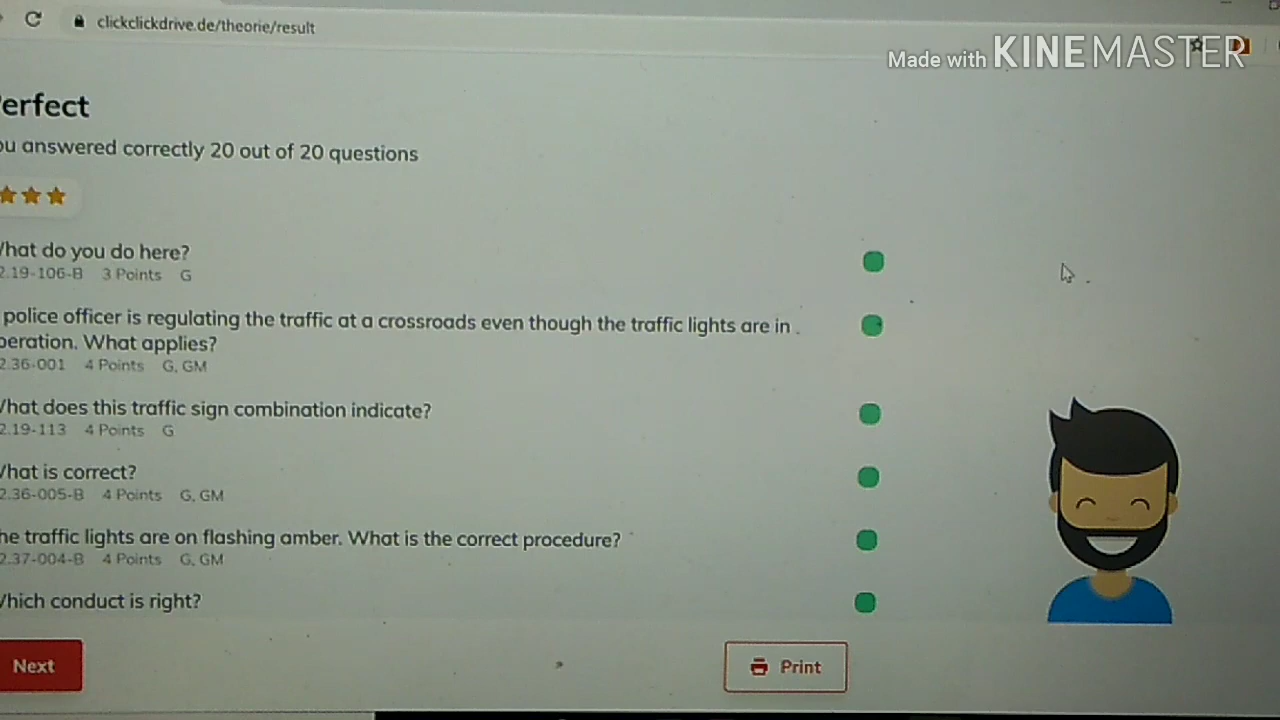 clickclickdrive.de/theorie/result
Made with KINEMASTER
erfect
ou answered correctly 20 out of 20 questions
hat do you do here?
2.19-106-B 3 Points G
police officer is regulating the traffic at a crossroads even though the traffic lights are in
peration. What applies?
2.36-001 4 Points G, GM
hat does this traffic sign combination indicate?
2.19-113 4 Points G
hat is correct?
2.36-005-B 4 Points G, GM
he traffic lights are on flashing amber. What is the correct procedure?
2.37-004-B 4 Points G, GM
hich conduct is right?
Next
Print